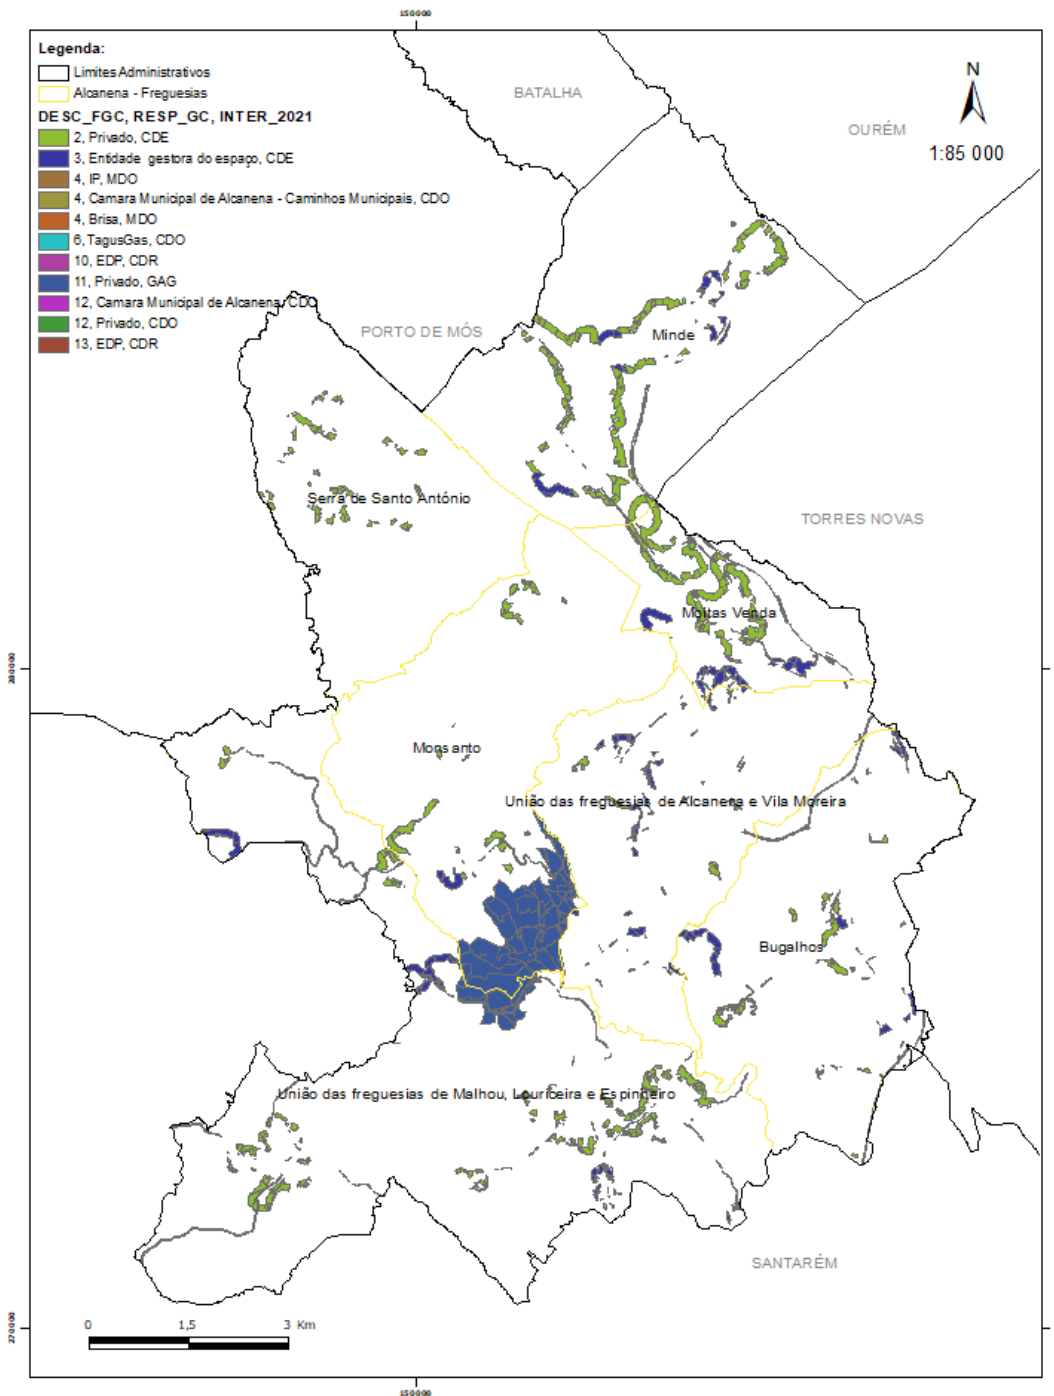 150000
Legenda:
Limites Administrativos
Alcanena - Freguesias
DESC_FGC, RESP_GC, INTER_2021
2, Privado, CDE
3, Entidade gestora do espaço, CDE
4, IP, MDO
4, Camara Municipal de Alcanena - Caminhos Municipais, CDO
4, Brisa, MDO
6, TagusGas, CDO
10, EDP, CDR
11, Privado, GAG
12, Camara Municipal de Alcanena, CDO
12, Privado, CDO
13, EDP, CDR
N
1:85 000
BATALHA
OURÉM
PORTO DE MÓS
Minde
Serra de Santo António
TORRES NOVAS
Moitas Venda
280000
Monsanto
União das freguesias de Alcanena e Vila Moreira
Bugalhos
União das freguesias de Malhou, Louriceira e Espinheiro
SANTARÉM
270000
0 1,5 3 Km
150000